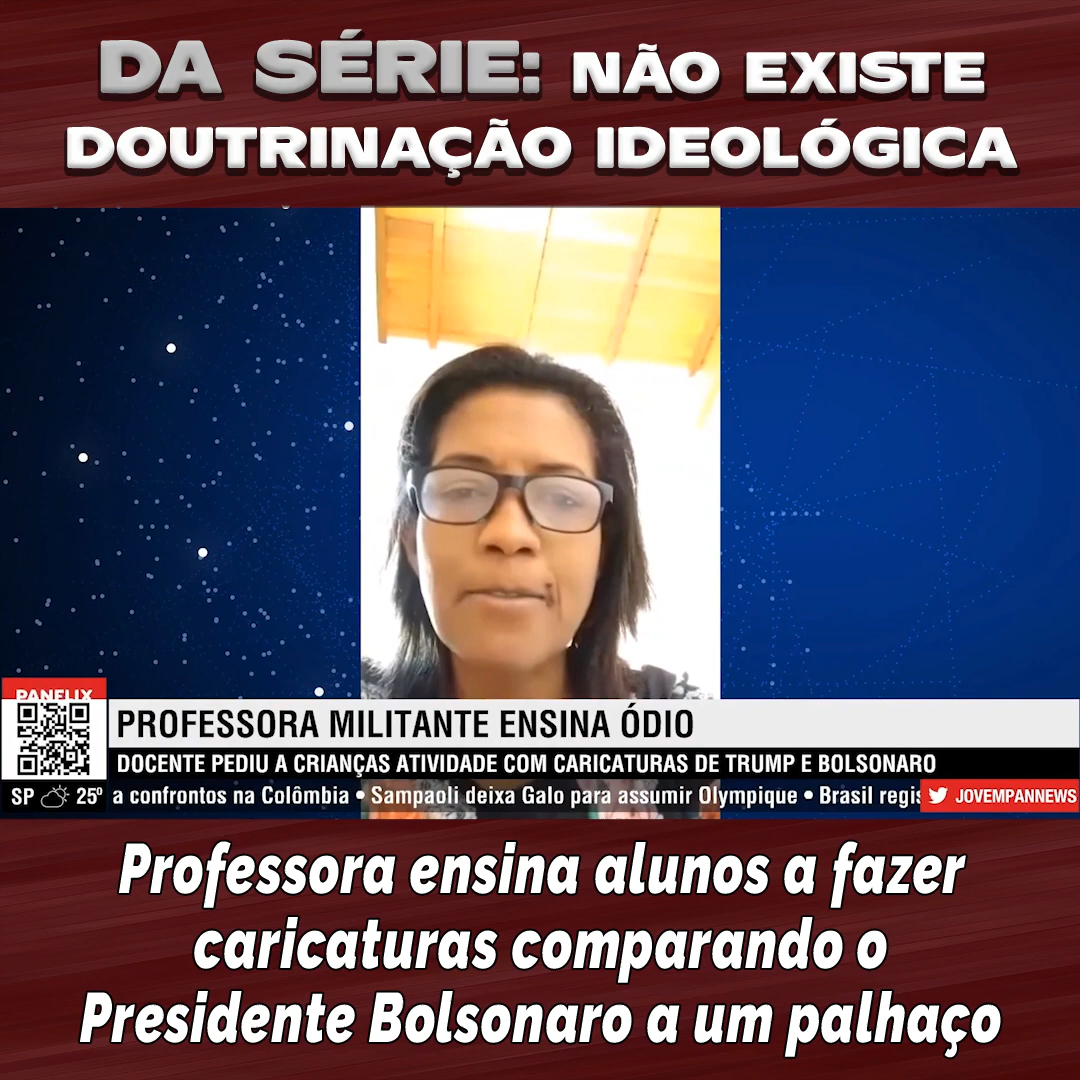 DA SÉRIE: NÃO EXISTE
DOUTRINAÇÃO IDEOLÓGICA
PANFLIX
PROFESSORA MILITANTE ENSINA ÓDIO
DOCENTE PEDIU A CRIANÇAS ATIVIDADE COM CARICATURAS DE TRUMP E BOLSONARO
SP 25º a confrontos na Colômbia • Sampaoli deixa Galo para assumir Olympique • Brasil regis JOVEMPANNEWS
Professora ensina alunos a fazer
caricaturas comparando o
Presidente Bolsonaro a um palhaço